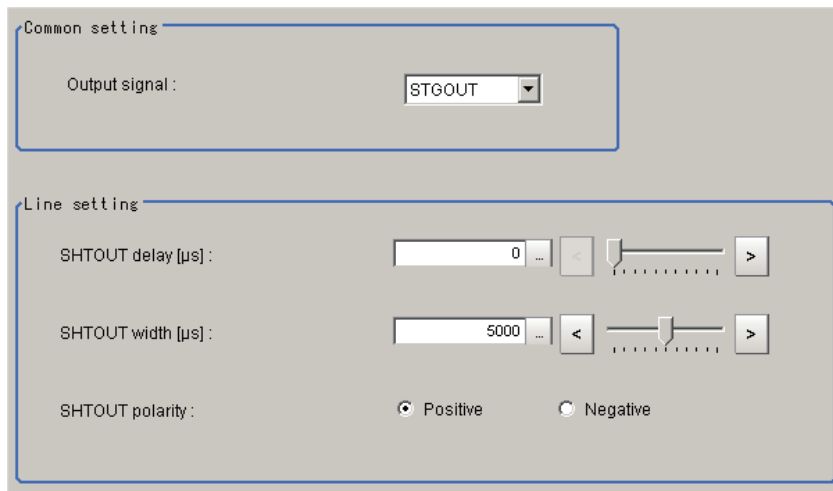 Common setting
Output signal :
STGOUT
Line setting
SHTOUT delay [µs] :
0
...
<
>
SHTOUT width [µs] :
5000
...
<
>
SHTOUT polarity :
Positive
Negative